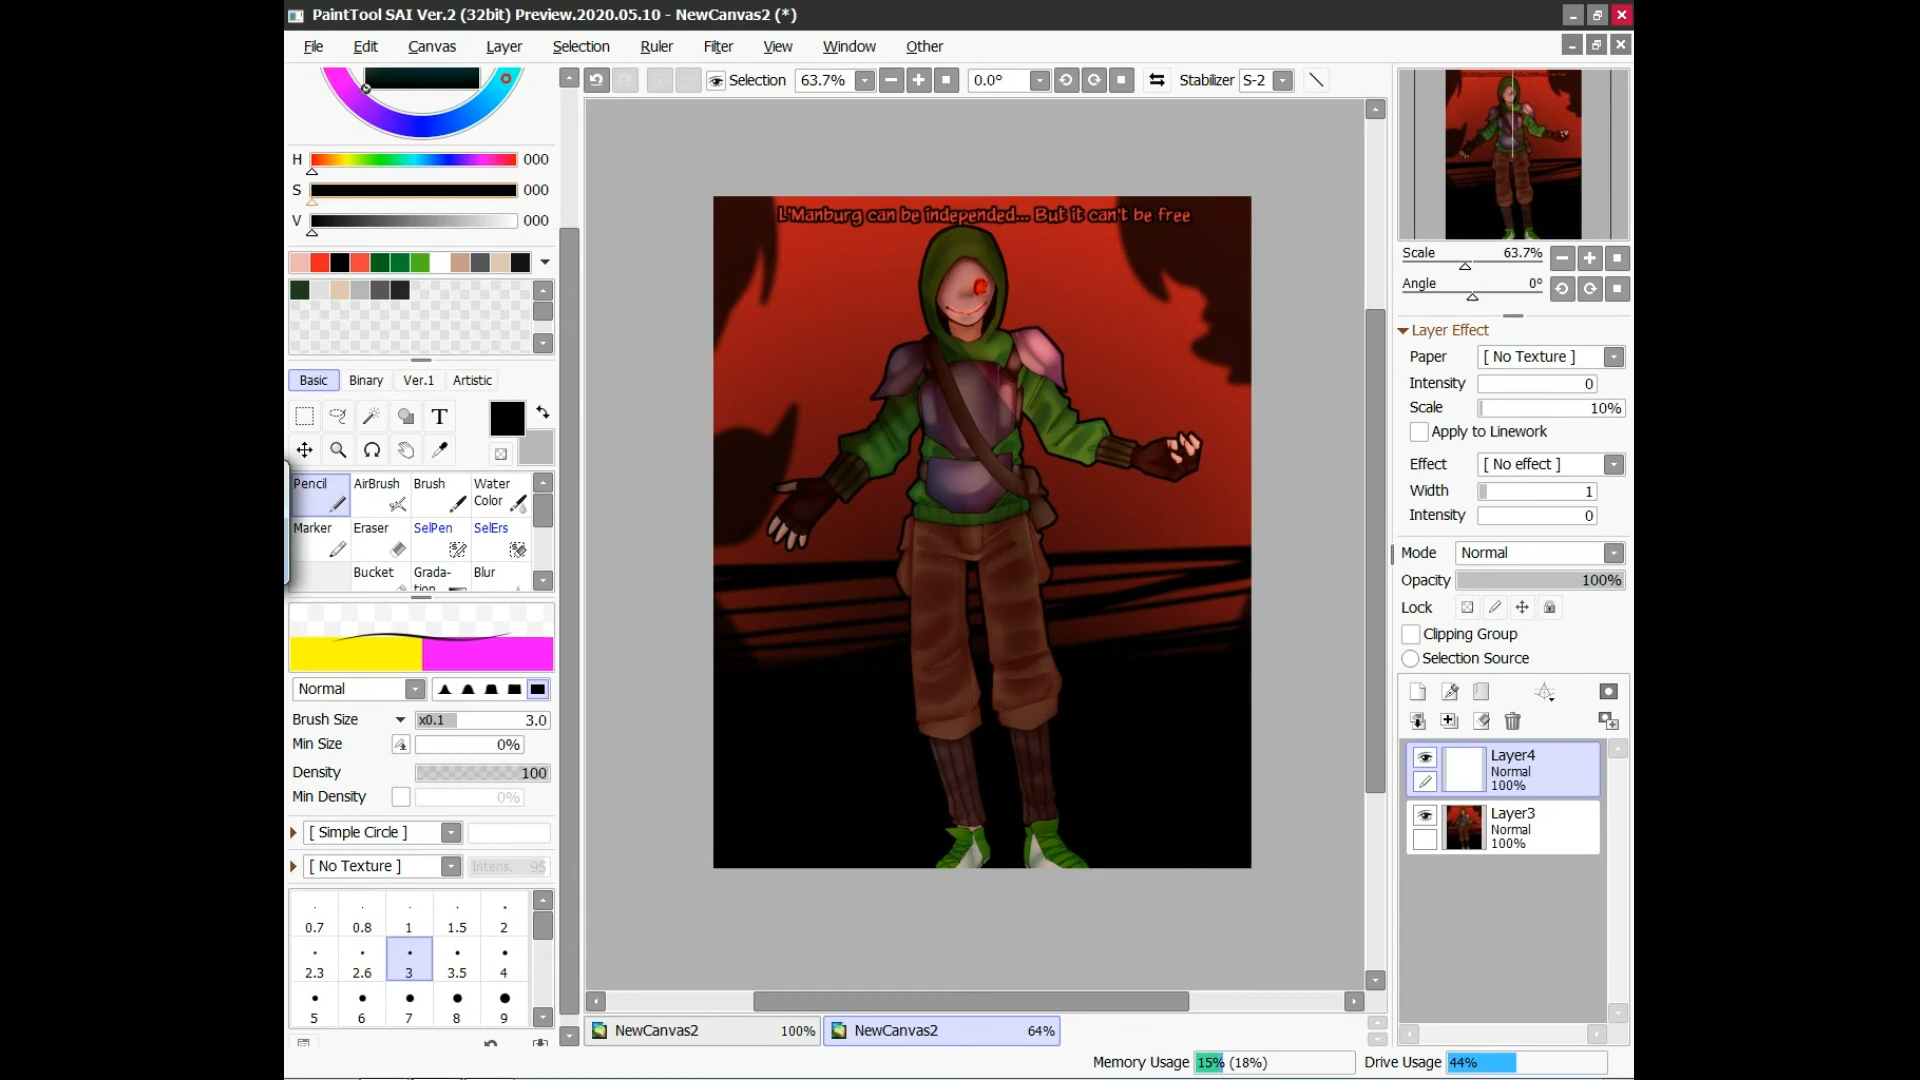 PaintTool SAI Ver.2 (32bit) Preview.2020.05.10 - NewCanvas2 (*)
File Edit Canvas Layer Selection Ruler Filter View Window Other
Selection 63.7% 0.0° Stabilizer S-2
H 000
S 000
V 000
Basic Binary Ver.1 Artistic
T
Pencil AirBrush Brush Water Color
Marker Eraser SelPen SelErs
Bucket Grada-tion Blur
Normal
Brush Size x0.1 3.0
Min Size 0%
Density 100
Min Density 0%
[ Simple Circle ]
[ No Texture ] Intens. 95
0.7 0.8 1 1.5 2
2.3 2.6 3 3.5 4
5 6 7 8 9
L'Manburg can be independed... But it can't be free
NewCanvas2 100% NewCanvas2 64%
Scale 63.7%
Angle 0°
Layer Effect
Paper [ No Texture ]
Intensity 0
Scale 10%
Apply to Linework
Effect [ No effect ]
Width 1
Intensity 0
Mode Normal
Opacity 100%
Lock
Clipping Group
Selection Source
Layer4
Normal
100%
Layer3
Normal
100%
Memory Usage 15% (18%) Drive Usage 44%